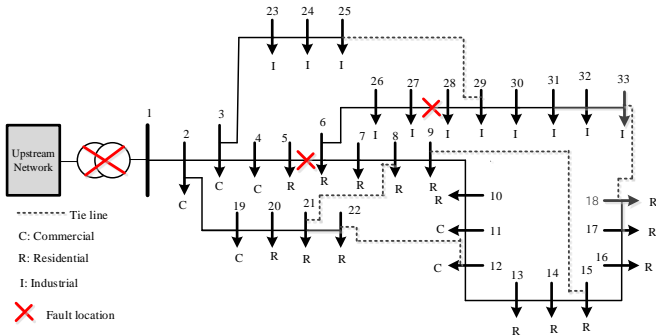 23 24 25
I I I
26 27 28 29 30 31 32 33
I I I I I I I I
1 2 3 4 5 6 7 8 9
Upstream
Network
C C C R R R R R
10 R
11 C
12 C
18 R
17 R
16 R
19 20 21 22
C R R R
13 14 15
R R R
Tie line
C: Commercial
R: Residential
I: Industrial
Fault location